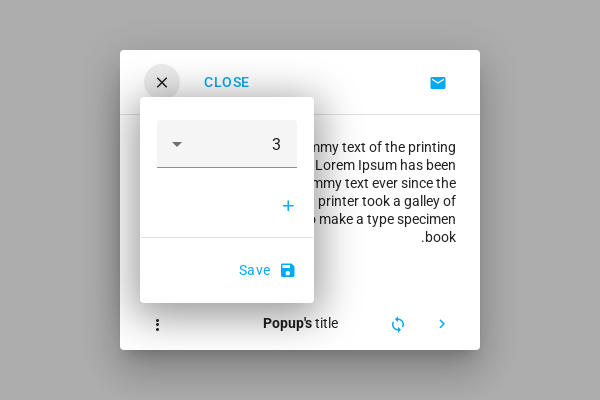 CLOSE
3
mmy text of the printing
Lorem Ipsum has been
mmy text ever since the
printer took a galley of
make a type specimen
.book
Save
Popup's title